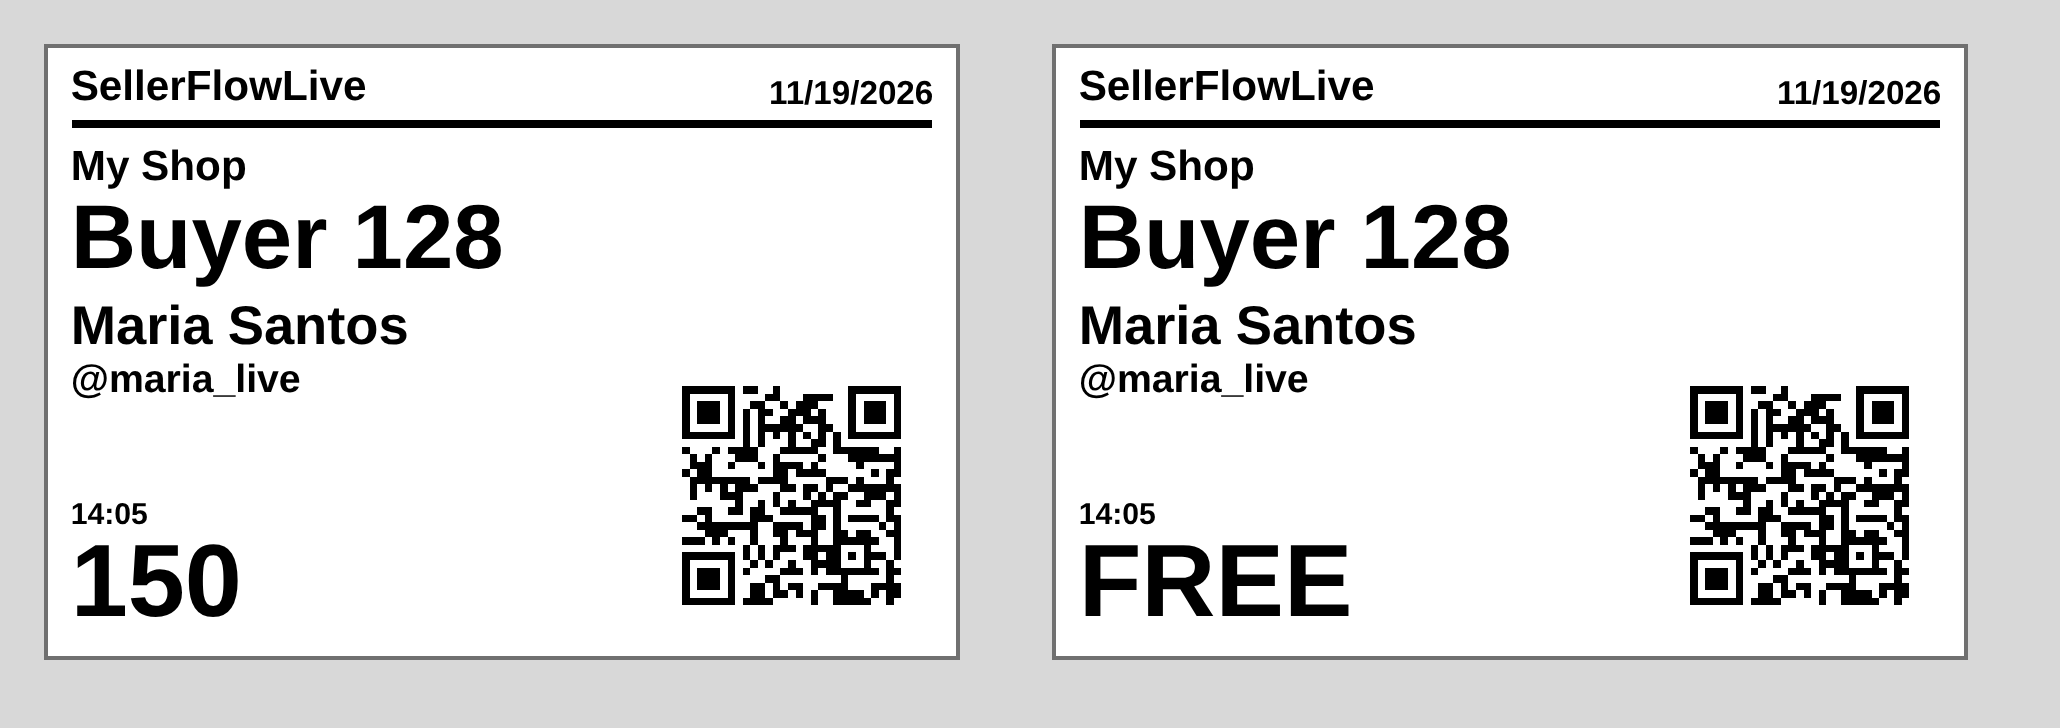 SellerFlowLive 11/19/2026
My Shop
Buyer 128
Maria Santos
@maria_live
14:05
150
SellerFlowLive 11/19/2026
My Shop
Buyer 128
Maria Santos
@maria_live
14:05
FREE